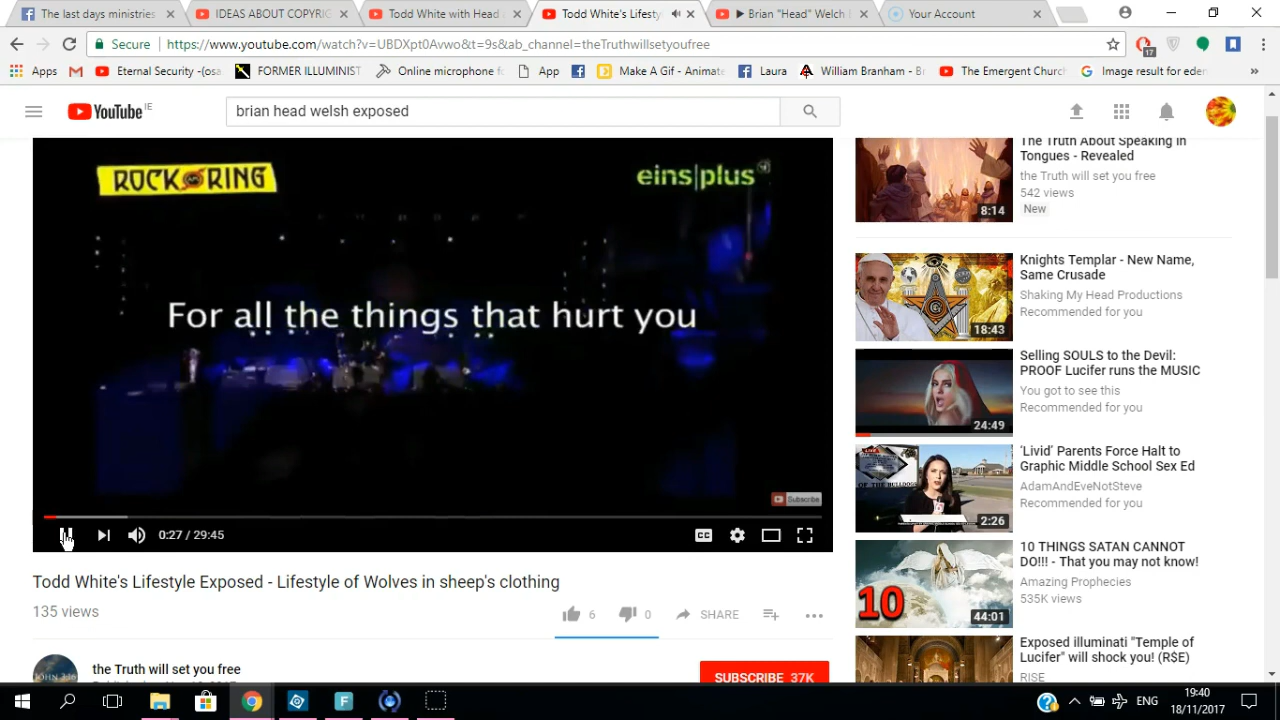 The last days ministries
IDEAS ABOUT COPYRIG
Todd White with Head
Todd White's Lifesty
▶ Brian "Head" Welch
Your Account
Secure
https://www.youtube.com/watch?v=UBDXpt0Avwo&t=9s&ab_channel=theTruthwillsetyoufree
17
Apps
Eternal Security -(osa
FORMER ILLUMINIST
Online microphone f
App
Make A Gif - Animate
Laura
William Branham - Br
The Emergent Church
Image result for eden
»
YouTube IE
brian head welsh exposed
ROCK RING
eins|plus
For all the things that hurt you
Subscribe
0:27 / 29:45
CC
Todd White's Lifestyle Exposed - Lifestyle of Wolves in sheep's clothing
135 views
6
0
SHARE
JOHN 3:16
the Truth will set you free
SUBSCRIBE 37K
The Truth About Speaking In
Tongues - Revealed
the Truth will set you free
542 views
New
8:14
Knights Templar - New Name,
Same Crusade
Shaking My Head Productions
Recommended for you
18:43
Selling SOULS to the Devil:
PROOF Lucifer runs the MUSIC
You got to see this
Recommended for you
24:49
'Livid' Parents Force Halt to
Graphic Middle School Sex Ed
AdamAndEveNotSteve
Recommended for you
2:26
10 THINGS SATAN CANNOT
DO!!! - That you may not know!
Amazing Prophecies
535K views
10
44:01
Exposed illuminati "Temple of
Lucifer" will shock you! (R$E)
RISE
ENG
19:40
18/11/2017